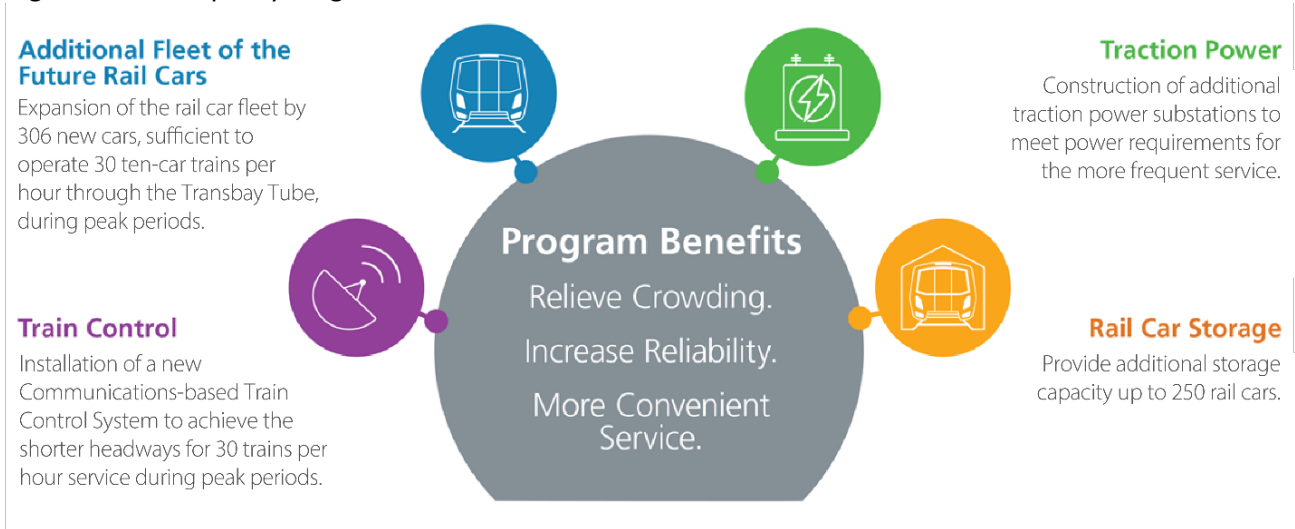 Additional Fleet of the
Future Rail Cars
Expansion of the rail car fleet by
306 new cars, sufficient to
operate 30 ten-car trains per
hour through the Transbay Tube,
during peak periods.
Train Control
Installation of a new
Communications-based Train
Control System to achieve the
shorter headways for 30 trains per
hour service during peak periods.
Program Benefits
Relieve Crowding.
Increase Reliability.
More Convenient
Service.
Traction Power
Construction of additional
traction power substations to
meet power requirements for
the more frequent service.
Rail Car Storage
Provide additional storage
capacity up to 250 rail cars.